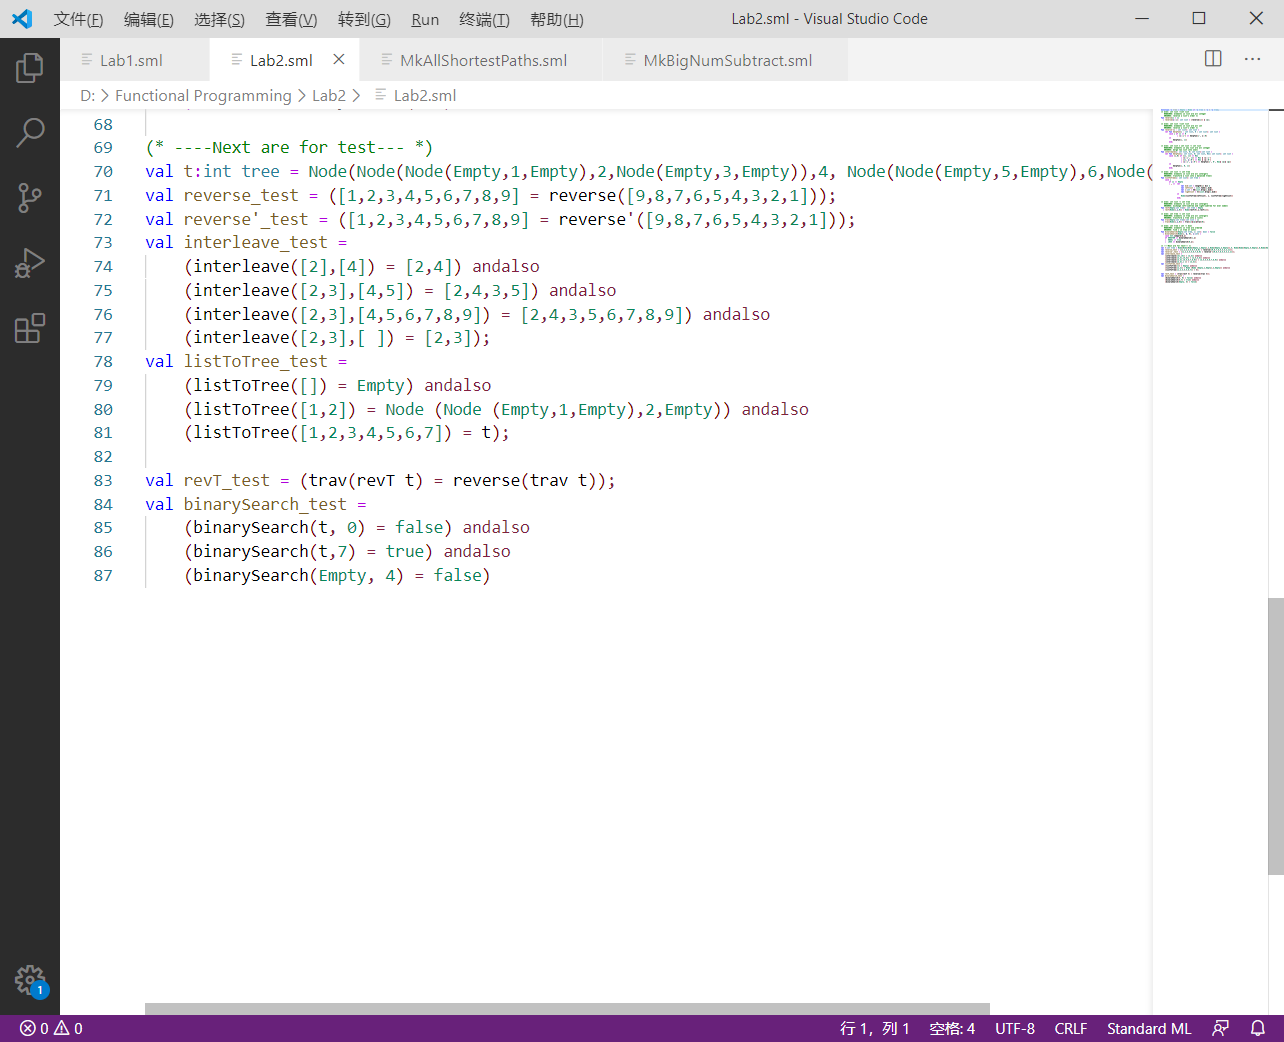 文件(F) 编辑(E) 选择(S) 查看(V) 转到(G) Run 终端(T) 帮助(H) Lab2.sml - Visual Studio Code
Lab1.sml Lab2.sml MkAllShortestPaths.sml MkBigNumSubtract.sml
D: > Functional Programming > Lab2 > Lab2.sml
68
69 (* ----Next are for test--- *)
70 val t:int tree = Node(Node(Node(Empty,1,Empty),2,Node(Empty,3,Empty)),4, Node(Node(Empty,5,Empty),6,Node(
71 val reverse_test = ([1,2,3,4,5,6,7,8,9] = reverse([9,8,7,6,5,4,3,2,1]));
72 val reverse'_test = ([1,2,3,4,5,6,7,8,9] = reverse'([9,8,7,6,5,4,3,2,1]));
73 val interleave_test =
74 (interleave([2],[4]) = [2,4]) andalso
75 (interleave([2,3],[4,5]) = [2,4,3,5]) andalso
76 (interleave([2,3],[4,5,6,7,8,9]) = [2,4,3,5,6,7,8,9]) andalso
77 (interleave([2,3],[ ]) = [2,3]);
78 val listToTree_test =
79 (listToTree([]) = Empty) andalso
80 (listToTree([1,2]) = Node (Node (Empty,1,Empty),2,Empty)) andalso
81 (listToTree([1,2,3,4,5,6,7]) = t);
82
83 val revT_test = (trav(revT t) = reverse(trav t));
84 val binarySearch_test =
85 (binarySearch(t, 0) = false) andalso
86 (binarySearch(t,7) = true) andalso
87 (binarySearch(Empty, 4) = false)
1
0 0 行 1，列 1 空格: 4 UTF-8 CRLF Standard ML